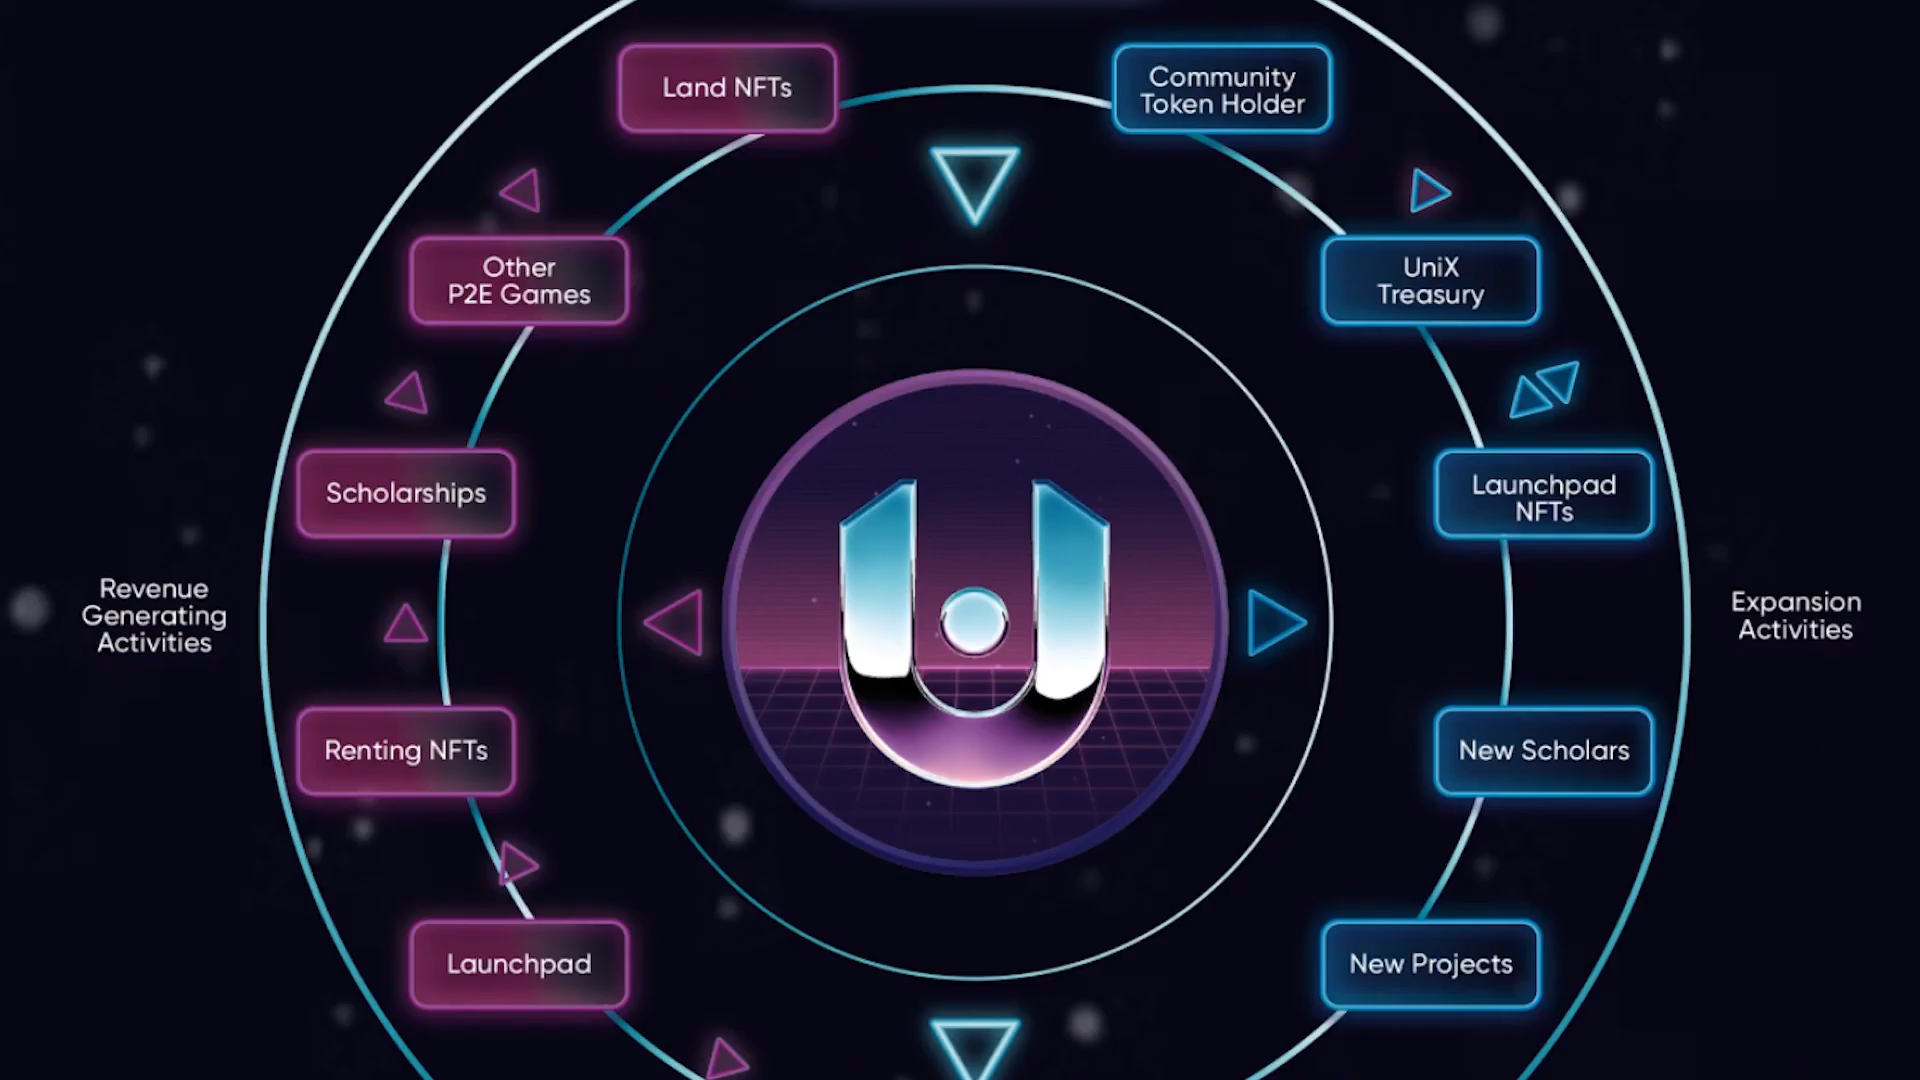 Land NFTs
Community
Token Holder
Other
P2E Games
UniX
Treasury
Scholarships
Launchpad
NFTs
Revenue
Generating
Activities
Expansion
Activities
Renting NFTs
New Scholars
Launchpad
New Projects